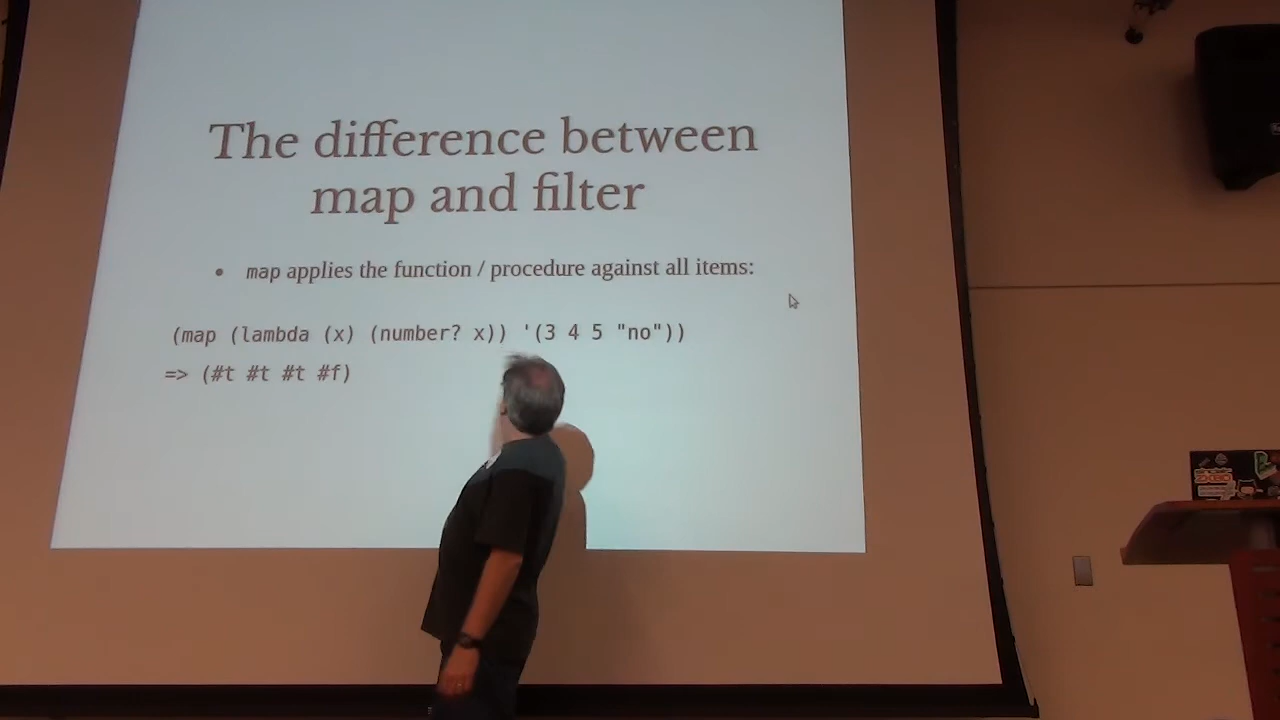 The difference between
map and filter
• map applies the function / procedure against all items:
(map (lambda (x) (number? x)) '(3 4 5 "no"))
=> (#t #t #t #f)